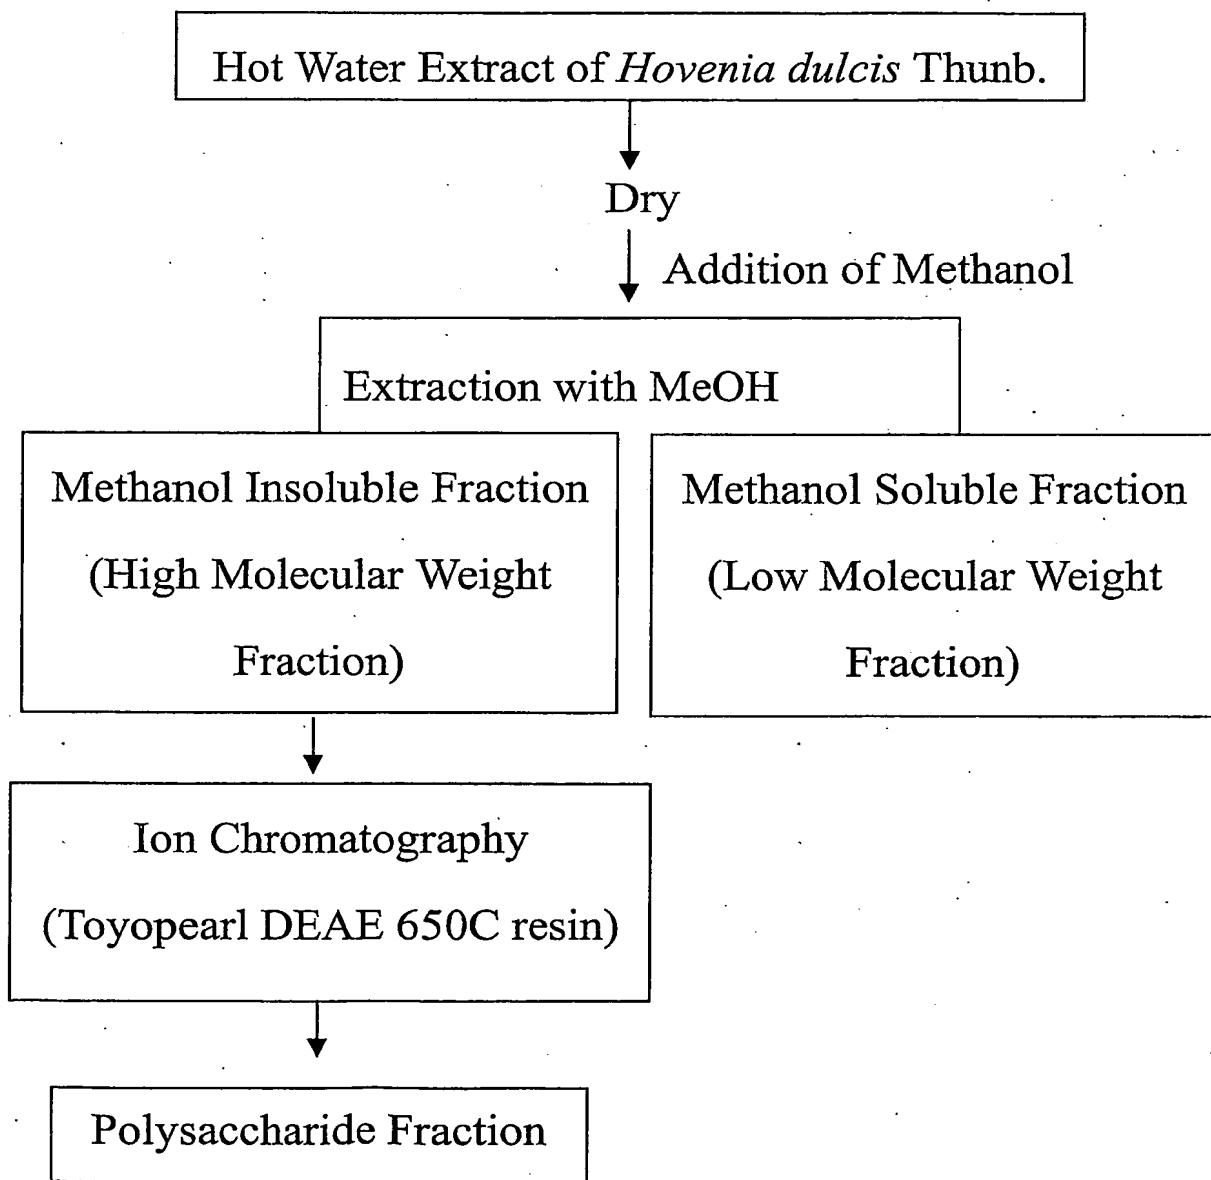 Hot Water Extract of Hovenia dulcis Thunb.
Dry
Addition of Methanol
Extraction with MeOH
Methanol Insoluble Fraction
(High Molecular Weight
Fraction)
Methanol Soluble Fraction
(Low Molecular Weight
Fraction)
Ion Chromatography
(Toyopearl DEAE 650C resin)
Polysaccharide Fraction